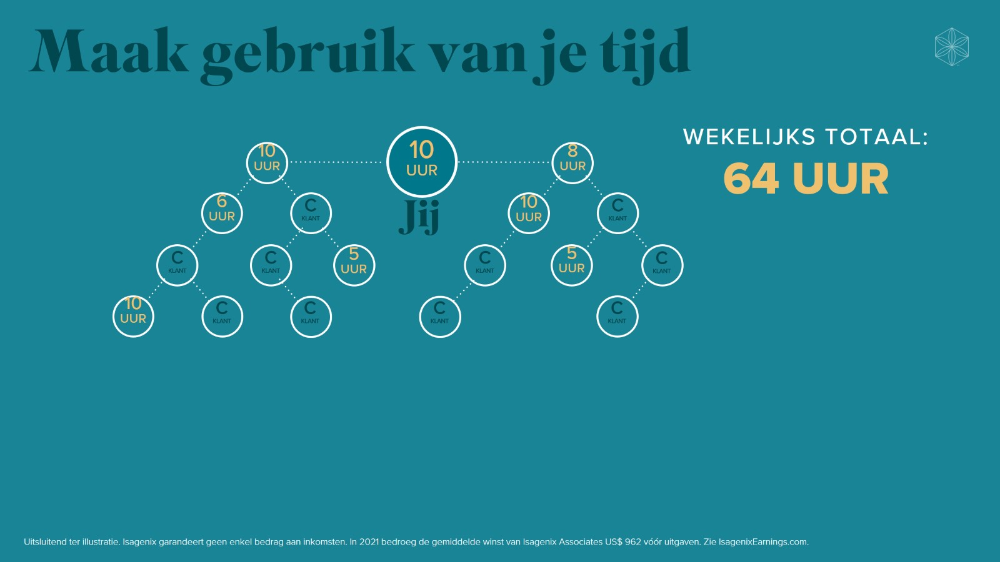 Maak gebruik van je tijd
WEKELIJKS TOTAAL:
64 UUR
10
UUR
10
UUR
8
UUR
Jij
6
UUR
C
KLANT
10
UUR
C
KLANT
C
KLANT
C
KLANT
5
UUR
C
KLANT
5
UUR
C
KLANT
10
UUR
C
KLANT
C
KLANT
C
KLANT
C
KLANT
Uitsluitend ter illustratie. Isagenix garandeert geen enkel bedrag aan inkomsten. In 2021 bedroeg de gemiddelde winst van Isagenix Associates US$ 962 vóór uitgaven. Zie IsagenixEarnings.com.